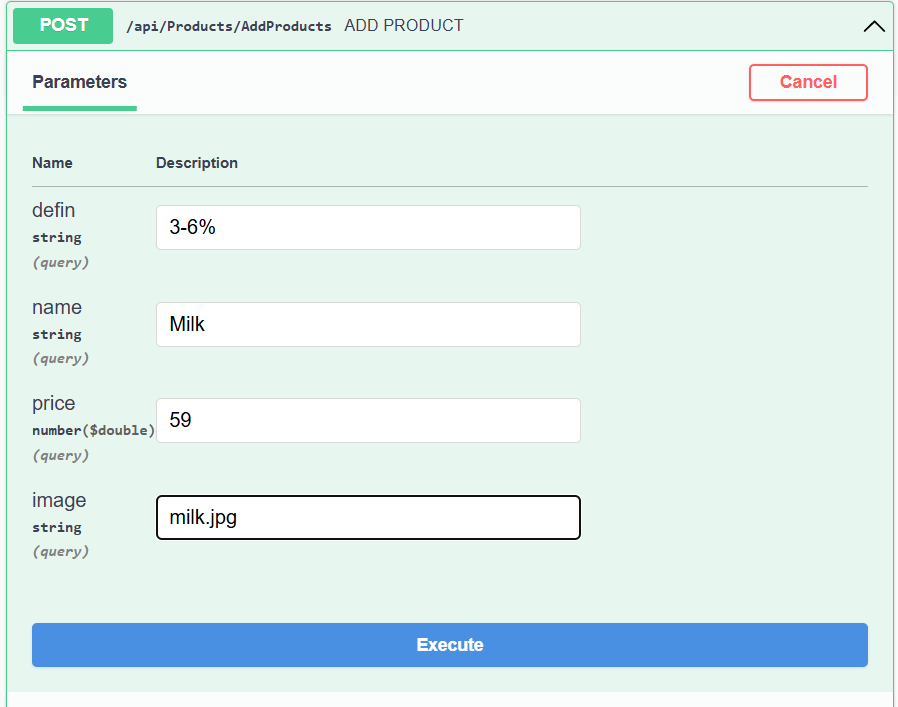 POST /api/Products/AddProducts ADD PRODUCT
Parameters Cancel
Name Description
defin
string
(query)
3-6%
name
string
(query)
Milk
price
number($double)
(query)
59
image
string
(query)
milk.jpg
Execute